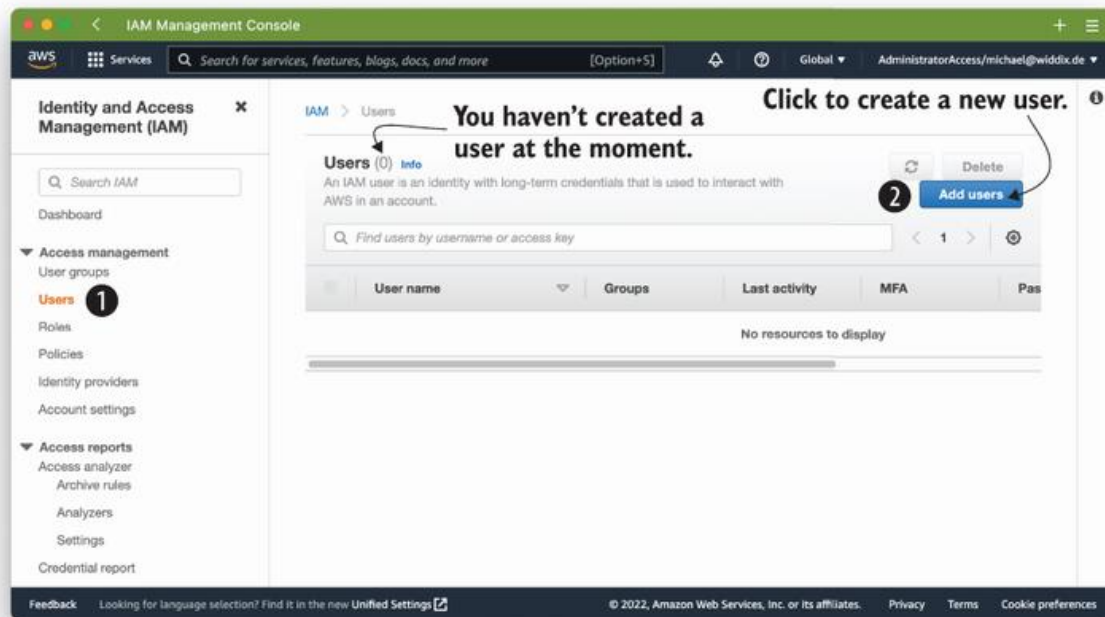 IAM Management Console
aws
Services
Search for services, features, blogs, docs, and more
[Option+S]
Global
AdministratorAccess/michael@widdix.de
Identity and Access
Management (IAM)
Search IAM
Dashboard
Access management
User groups
Users
1
Roles
Policies
Identity providers
Account settings
Access reports
Access analyzer
Archive rules
Analyzers
Settings
Credential report
IAM > Users
You haven't created a
user at the moment.
Click to create a new user.
Users (0) Info
An IAM user is an identity with long-term credentials that is used to interact with
AWS in an account.
Delete
2
Add users
Find users by username or access key
1
User name
Groups
Last activity
MFA
Pas
No resources to display
Feedback
Looking for language selection? Find it in the new Unified Settings
© 2022, Amazon Web Services, Inc. or its affiliates.
Privacy
Terms
Cookie preferences